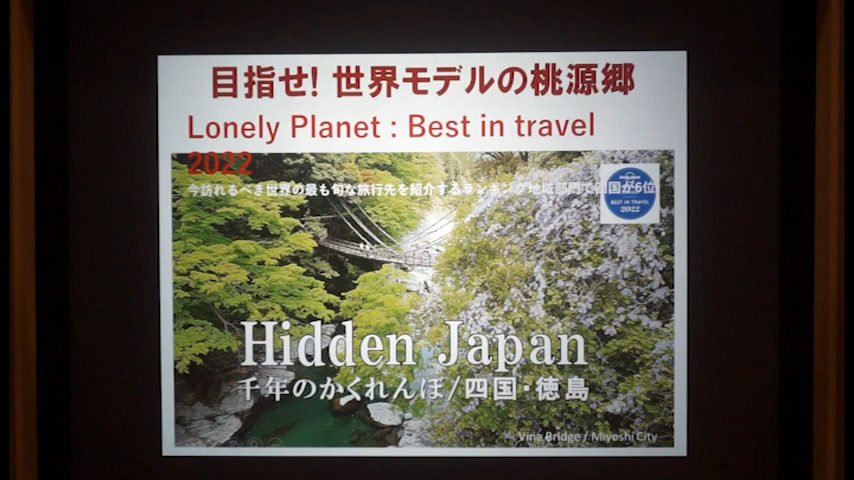 目指せ! 世界モデルの桃源郷
Lonely Planet : Best in travel
2022
今訪れるべき世界の最も旬な旅行先を紹介するランキング地域部門で四国が6位
BEST IN TRAVEL
2022
Hidden Japan
千年のかくれんぼ/四国・徳島
Vine Bridge / Miyoshi City